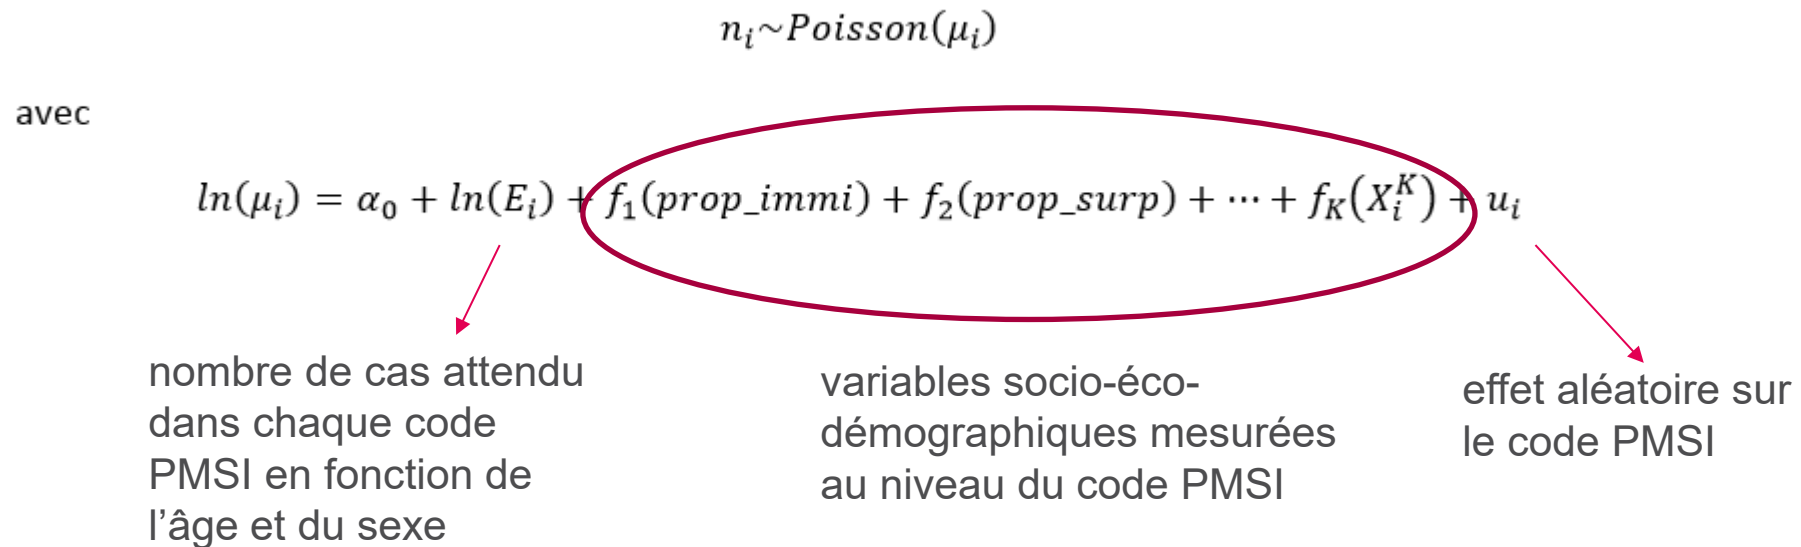 n_i~Poisson(μ_i)
avec
ln(μ_i) = α_0 + ln(E_i) + f_1(prop_immi) + f_2(prop_surp) + ⋯ + f_K(X_i^K) + u_i
nombre de cas attendu
dans chaque code
PMSI en fonction de
l’âge et du sexe
variables socio-éco-
démographiques mesurées
au niveau du code PMSI
effet aléatoire sur
le code PMSI